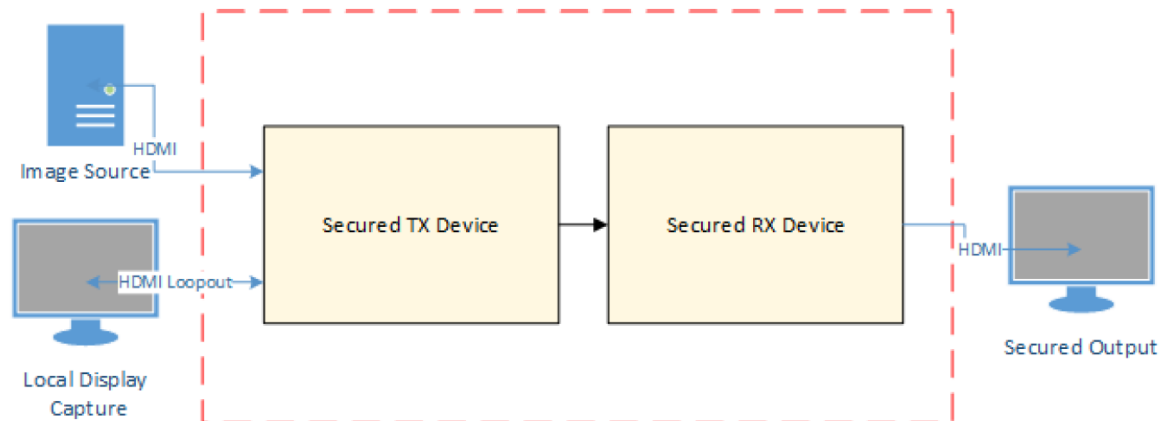 HDMI
Image Source
Secured TX Device
Secured RX Device
HDMI
HDMI Loopout
Secured Output
Local Display
Capture